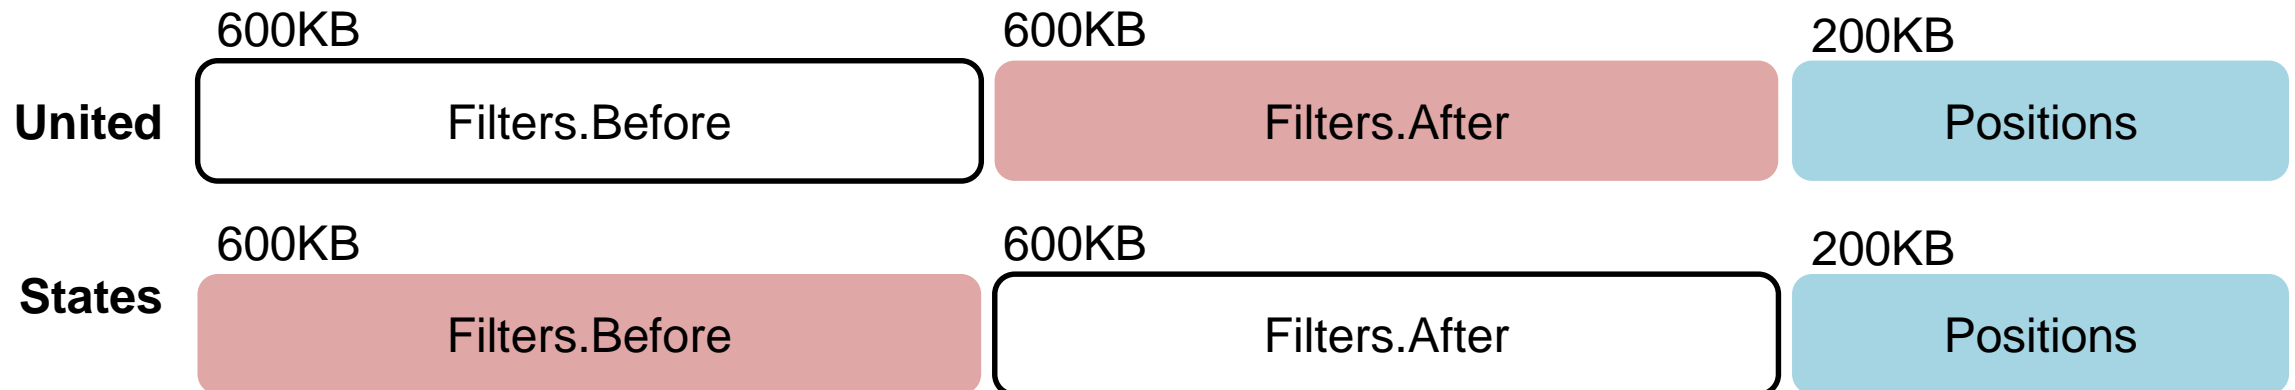 600KB 600KB 200KB
United Filters.Before Filters.After Positions
600KB 600KB 200KB
States Filters.Before Filters.After Positions